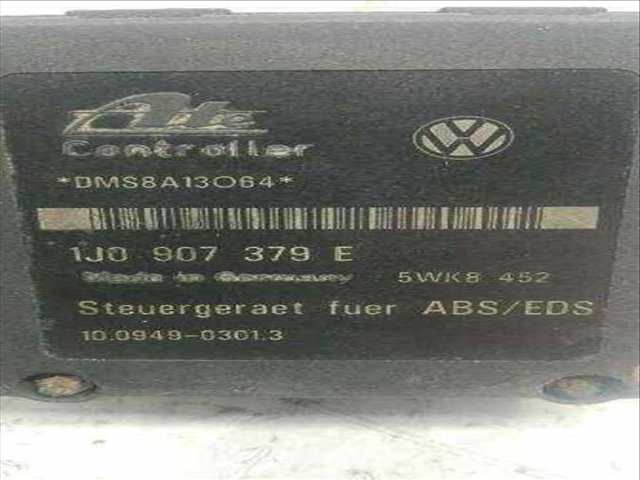 Ate
Controller
VW
*DMS8A13064*
1J0 907 379 E
Made in Germany 5WK8 452
Steuergeraet fuer ABS/EDS
10.0949-0301.3